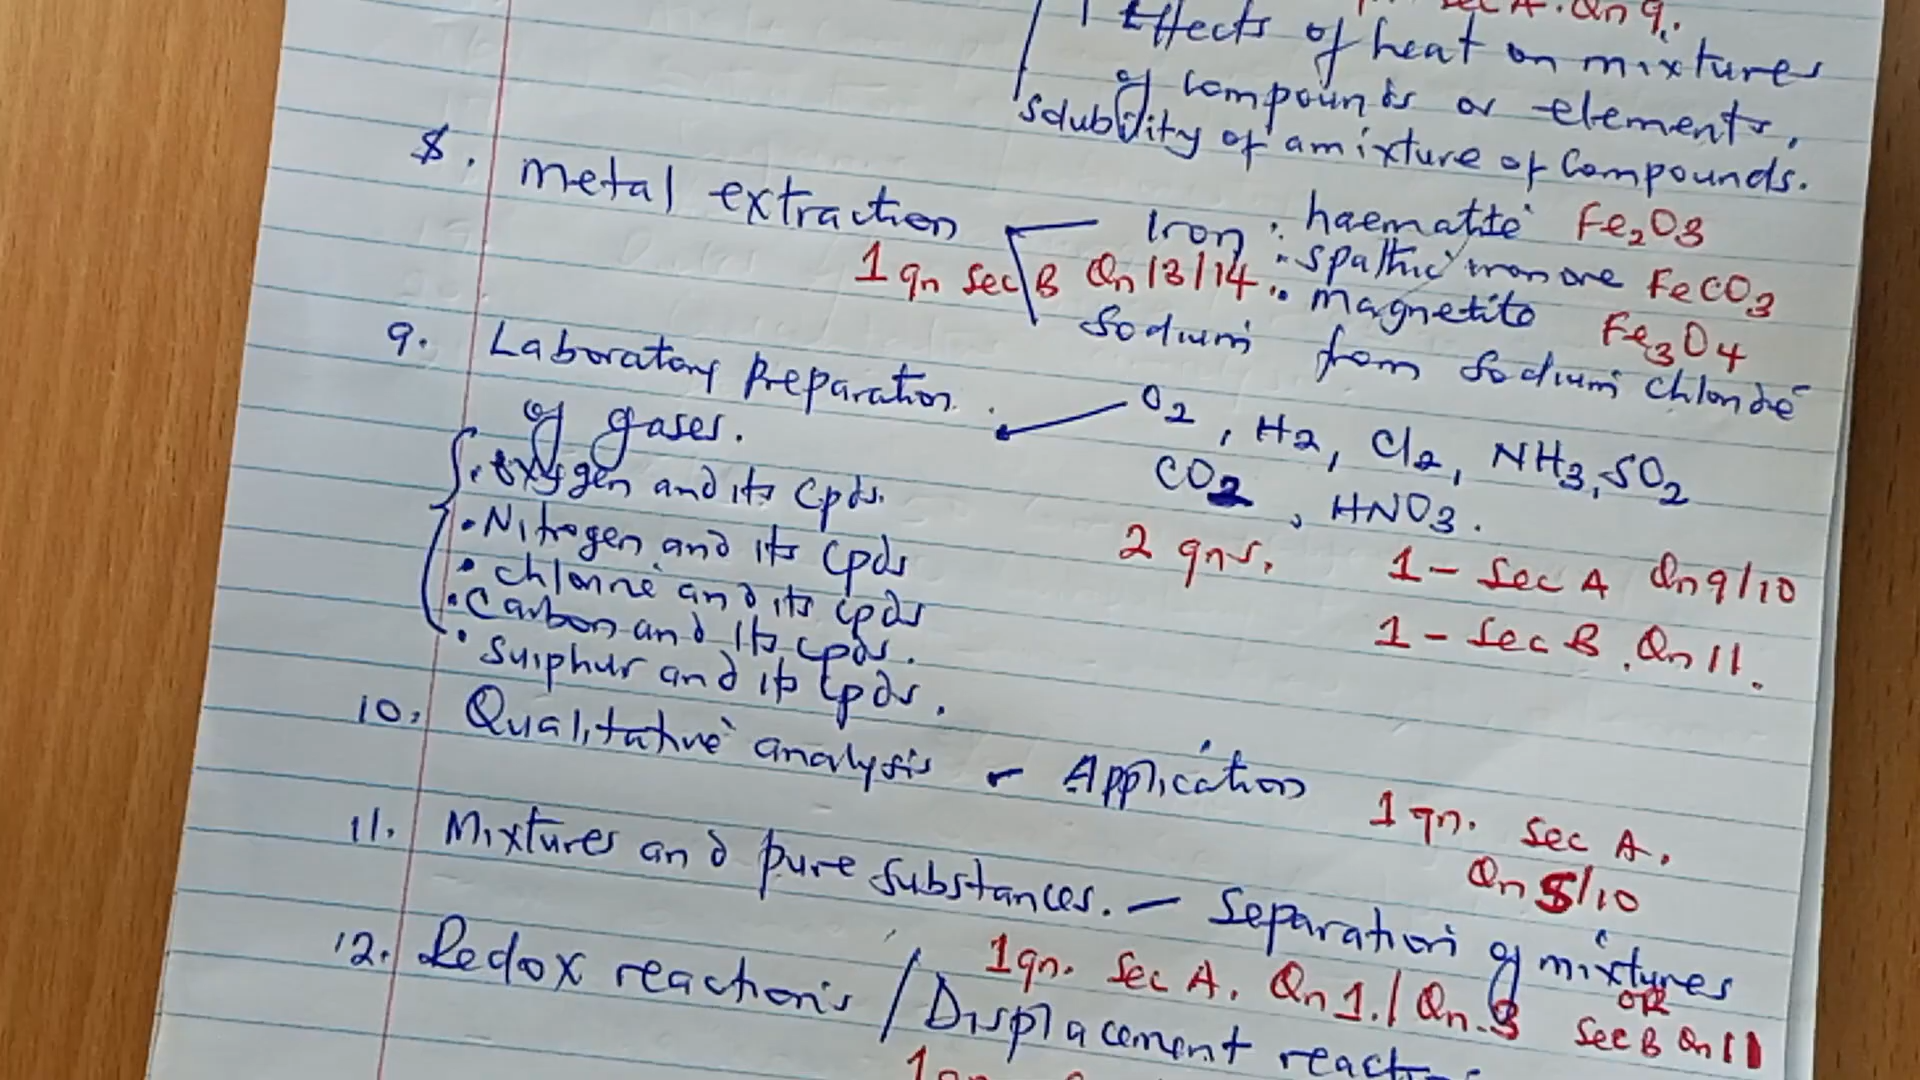 sec A. Qn 9.
Effects of heat on mixtures
of compounds or elements,
Solubility of a mixture of Compounds.
8. Metal extraction Iron : haematite Fe2O3
: spathic iron ore FeCO3
1 qn Sec B Qn 13/14 : magnetite Fe3O4
Sodium from Sodium Chloride
9. Laboratory Preparation
of gases.
O2, H2, Cl2, NH3, SO2
CO2, HNO3.
• Oxygen and its Cpds.
• Nitrogen and its Cpds
• Chlorine and its Cpds
• Carbon and its Cpds.
• Sulphur and its Cpds.
2 qns. 1 - Sec A Qn 9/10
1 - Sec B. Qn 11.
10. Qualitative analysis - Application
1 qn. Sec A.
Qn 5/10
11. Mixtures and pure substances. - Separation of mixtures
1 qn. Sec A. Qn 1./Qn. 3 OR
Sec B Qn 11
12. Redox reactions / Displacement